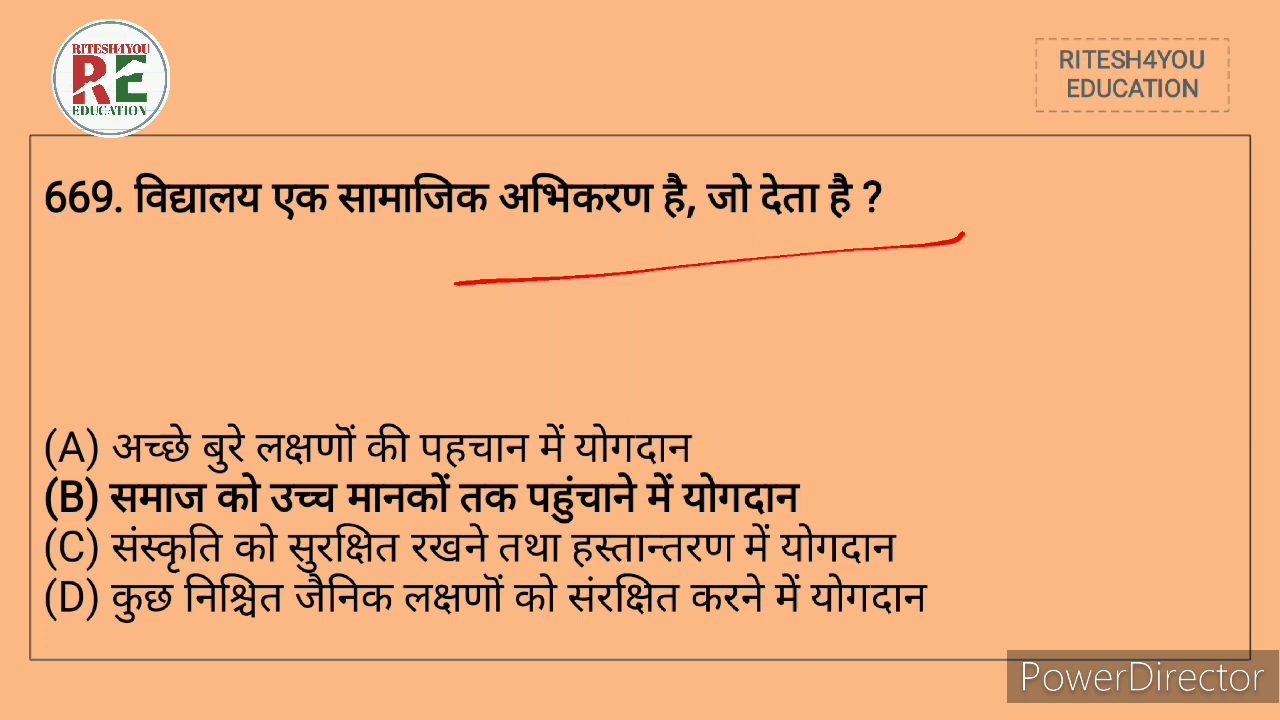 RITESH4YOU
RE
EDUCATION
RITESH4YOU
EDUCATION
669. विद्यालय एक सामाजिक अभिकरण है, जो देता है ?
(A) अच्छे बुरे लक्षणों की पहचान में योगदान
(B) समाज को उच्च मानकों तक पहुंचाने में योगदान
(C) संस्कृति को सुरक्षित रखने तथा हस्तान्तरण में योगदान
(D) कुछ निश्चित जैनिक लक्षणों को संरक्षित करने में योगदान
PowerDirector